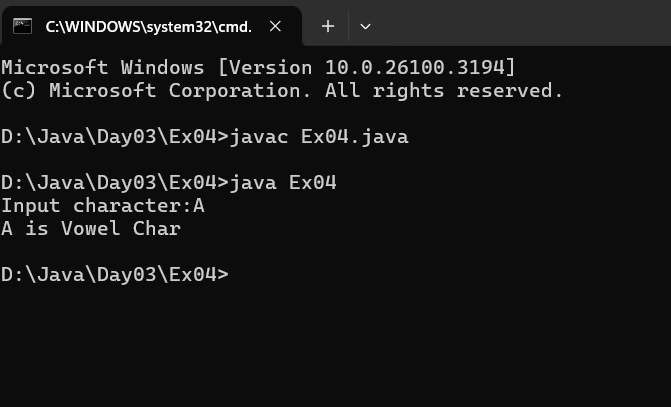 C:\WINDOWS\system32\cmd.
Microsoft Windows [Version 10.0.26100.3194]
(c) Microsoft Corporation. All rights reserved.
D:\Java\Day03\Ex04>javac Ex04.java
D:\Java\Day03\Ex04>java Ex04
Input character:A
A is Vowel Char
D:\Java\Day03\Ex04>